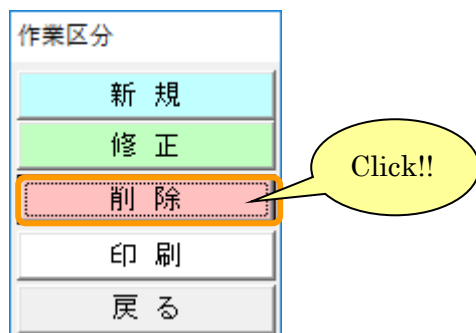 作業区分
新 規
修 正
削 除
Click!!
印 刷
戻 る